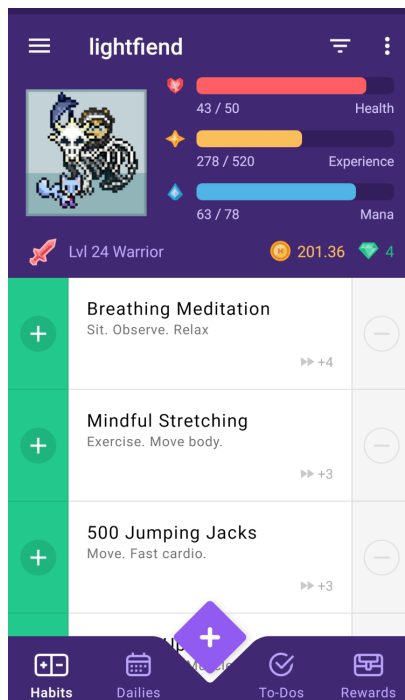 lightfiend
43 / 50 Health
278 / 520 Experience
63 / 78 Mana
Lvl 24 Warrior 201.36 4
Breathing Meditation
Sit. Observe. Relax
+4
Mindful Stretching
Exercise. Move body.
+3
500 Jumping Jacks
Move. Fast cardio.
+3
Habits Dailies To-Dos Rewards